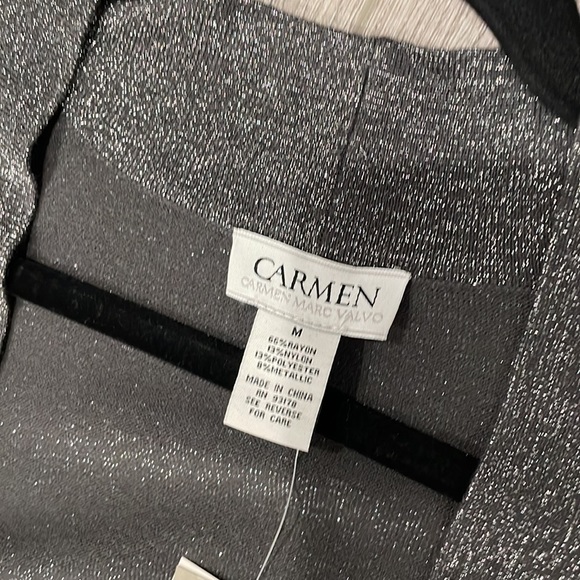 CARMEN
CARMEN MARC VALVO
M
66%RAYON
13%NYLON
13%POLYESTER
8%METALLIC
MADE IN CHINA
RN 93178
SEE REVERSE
FOR CARE